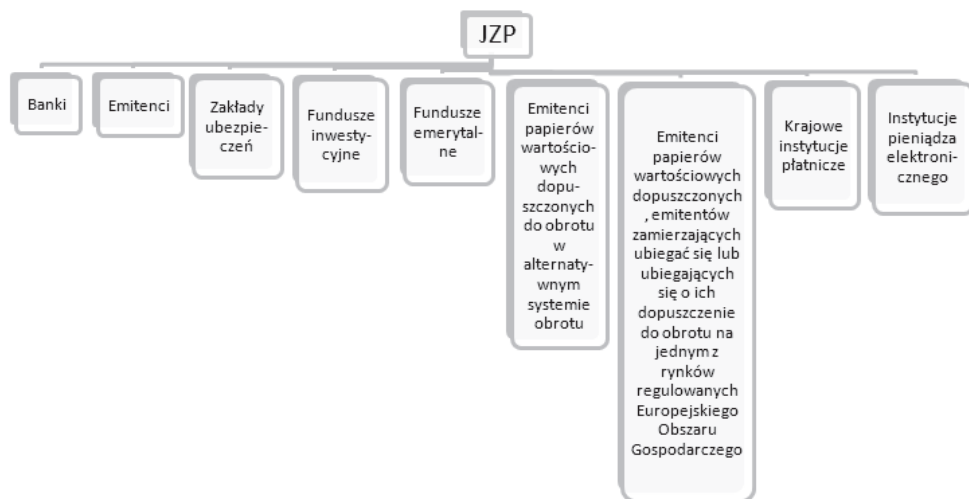 JZP
Banki
Emitenci
Zakłady
ubezpie-
czeń
Fundusze
inwesty-
cyjne
Fundusze
emerytal-
ne
Emitenci
papierów
wartościo-
wych
dopu-
szczonych
do obrotu
w
alternaty-
wnym
systemie
obrotu
Emitenci
papierów
wartościowych
dopuszczonych
, emitentów
zamierzających
ubiegać się lub
ubiegających
się o ich
dopuszczenie
do obrotu na
jednym z
rynków
regulowanych
Europejskiego
Obszaru
Gospodarczego
Krajowe
instytucje
płatnicze
Instytucje
pieniądza
elektroni-
cznego